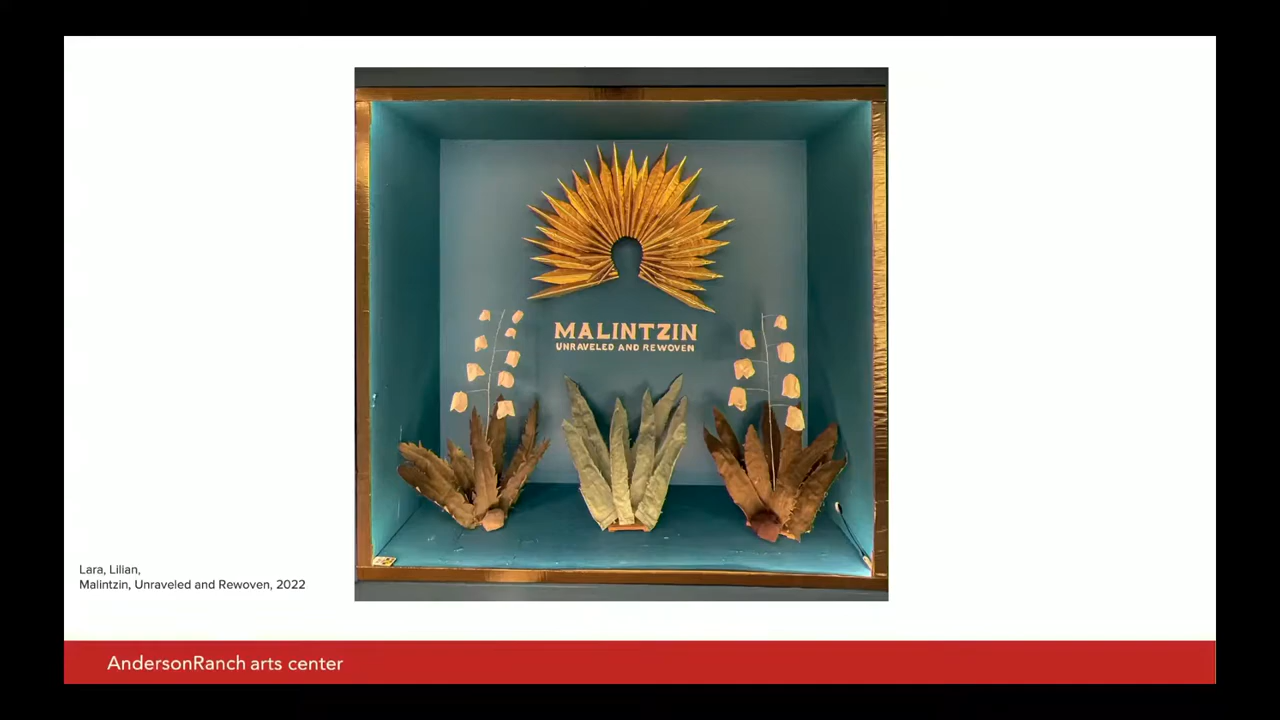 MALINTZIN
UNRAVELED AND REWOVEN
Lara, Lilian,
Malintzin, Unraveled and Rewoven, 2022
AndersonRanch arts center